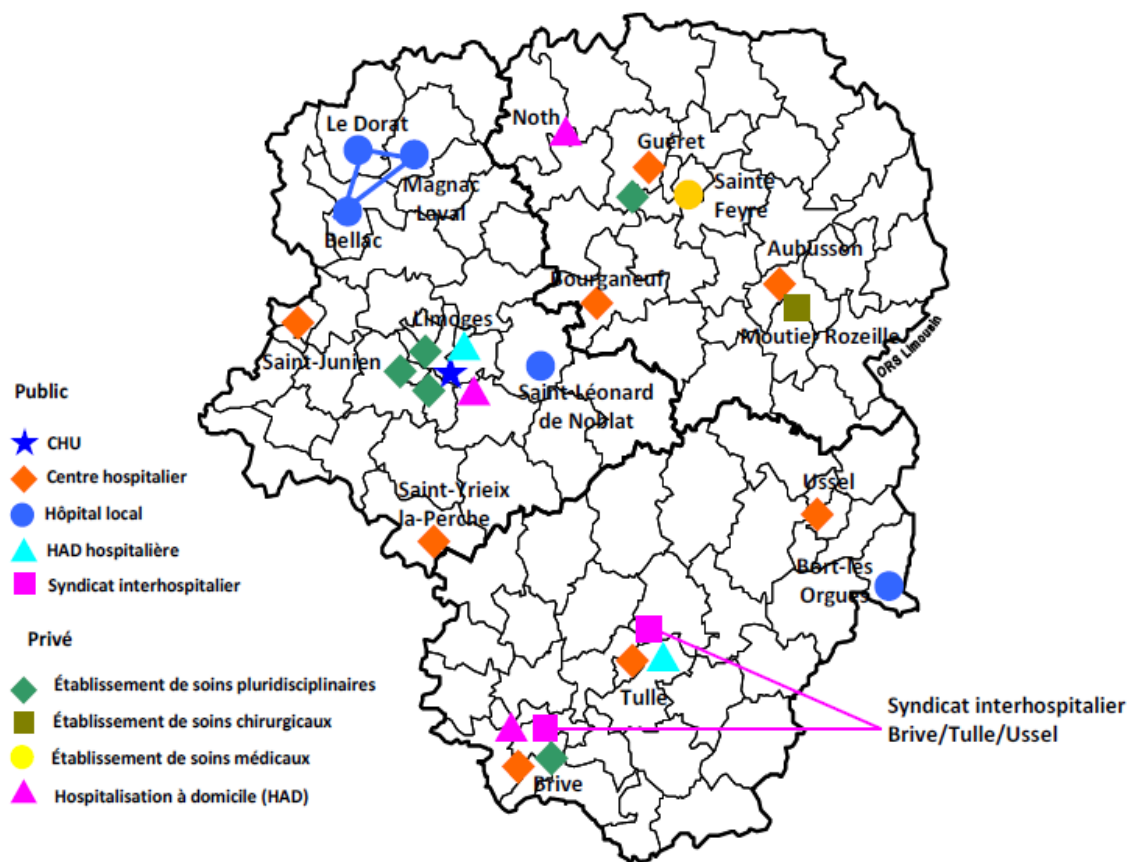 Noth
Guéret
Le Dorat
Magnac
Laval
Sainte
Feyre
Bellac
Aubusson
Bourganeuf
Limoges
Moutier Rozeille
ORS Limousin
Saint-Junien
Saint-Léonard
de Noblat
Public
CHU
Centre hospitalier
Hôpital local
HAD hospitalière
Syndicat interhospitalier
Saint-Yrieix
la-Perche
Ussel
Bort-les
Orgues
Privé
Établissement de soins pluridisciplinaires
Établissement de soins chirurgicaux
Établissement de soins médicaux
Hospitalisation à domicile (HAD)
Tulle
Brive
Syndicat interhospitalier
Brive/Tulle/Ussel